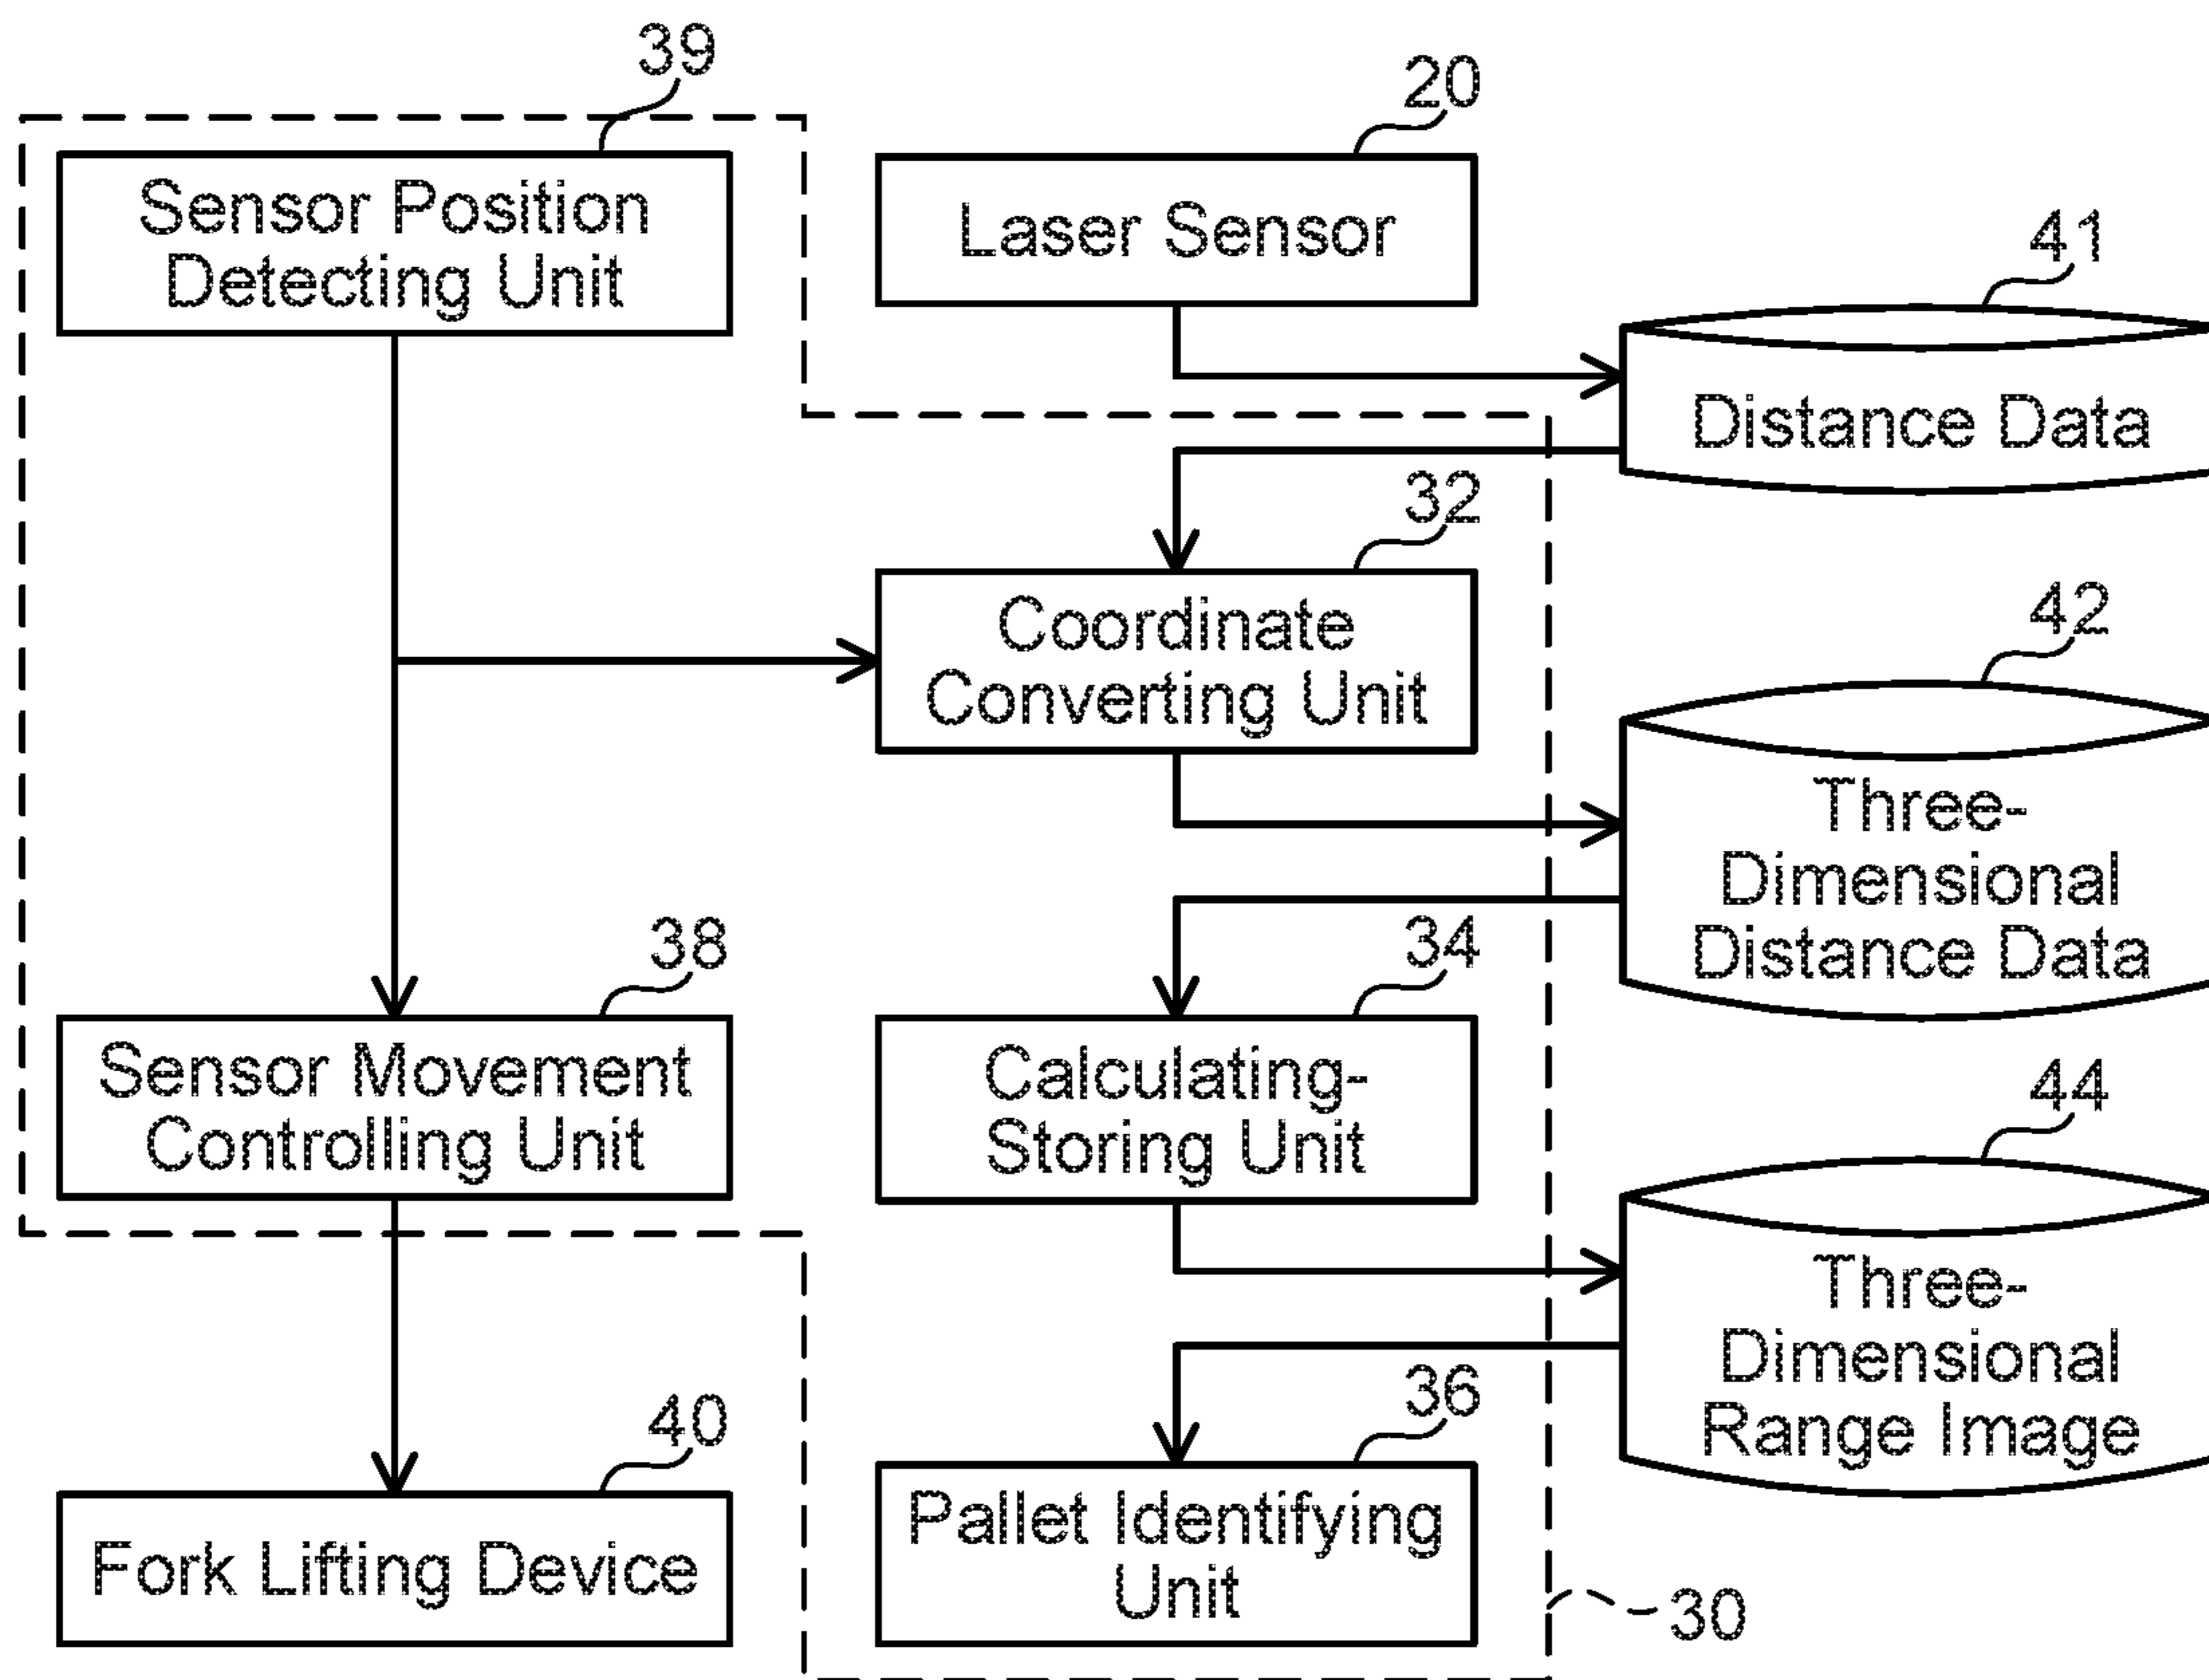 39
20
Sensor Position
Detecting Unit
Laser Sensor
41
Distance Data
32
Coordinate
Converting Unit
42
Three-
Dimensional
Distance Data
38
34
Sensor Movement
Controlling Unit
Calculating-
Storing Unit
44
Three-
Dimensional
Range Image
40
36
Fork Lifting Device
Pallet Identifying
Unit
30